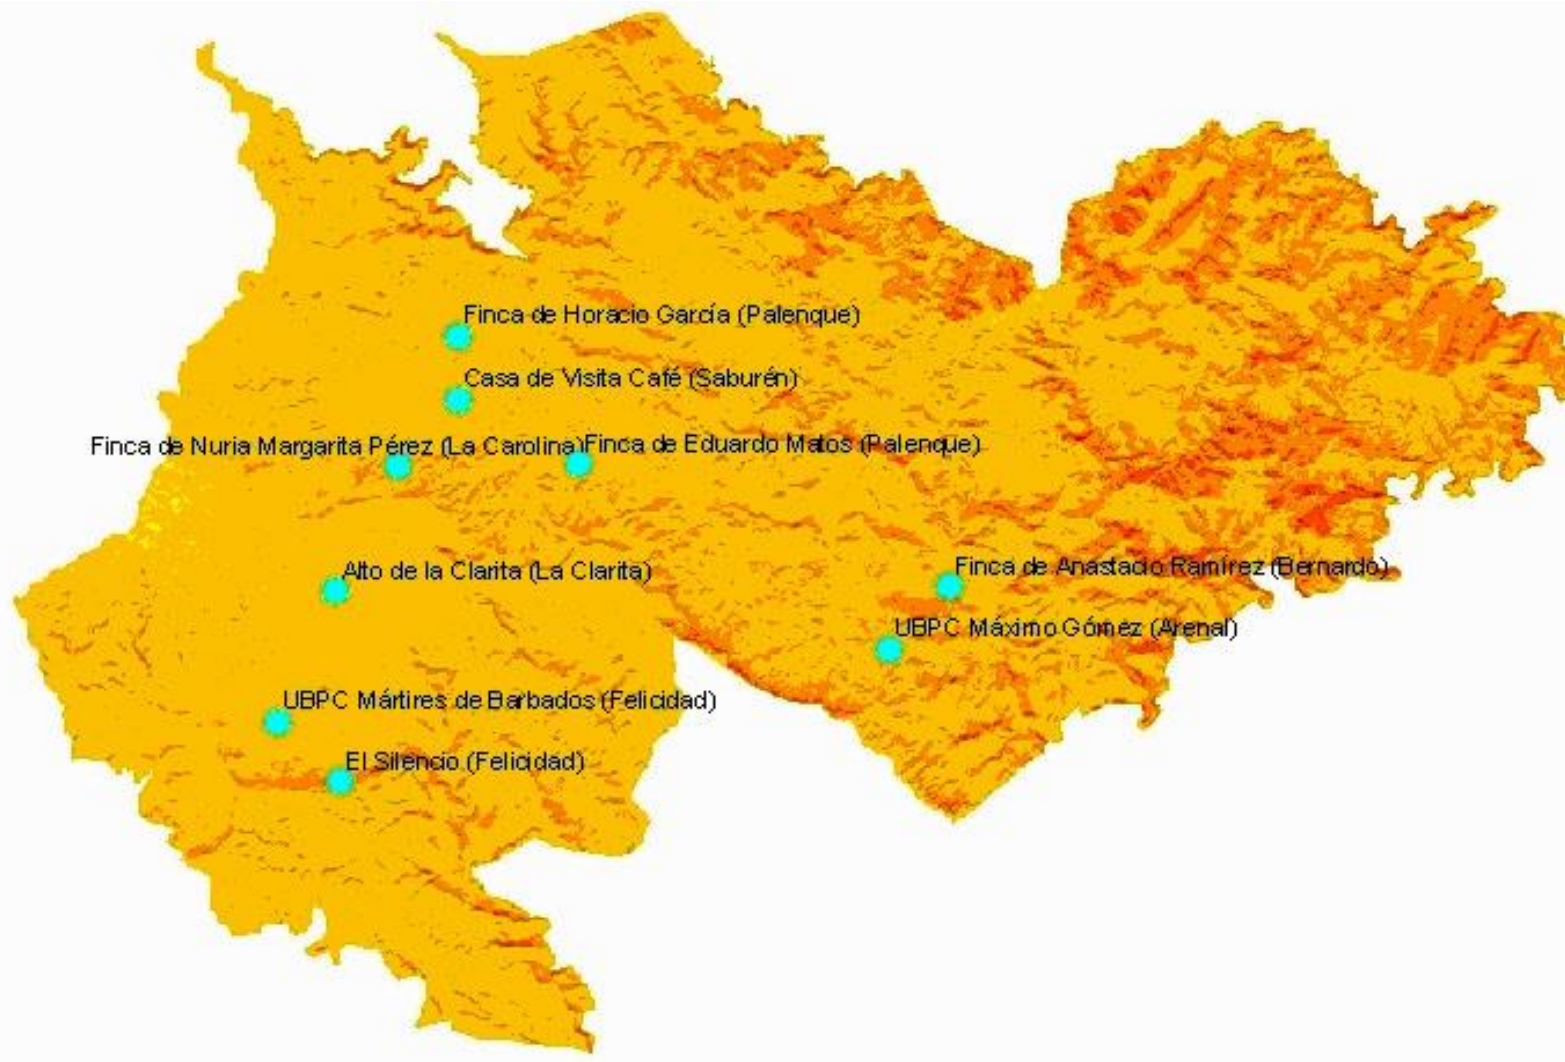 Finca de Horacio García (Palenque)
Casa de Visita Café (Saburén)
Finca de Nuria Margarita Pérez (La Carolina)
Finca de Eduardo Matos (Palenque)
Alto de la Clarita (La Clarita)
Finca de Anastacio Ramírez (Bernardo)
UBPC Máximo Gómez (Arenal)
UBPC Mártires de Barbados (Felicidad)
El Silencio (Felicidad)